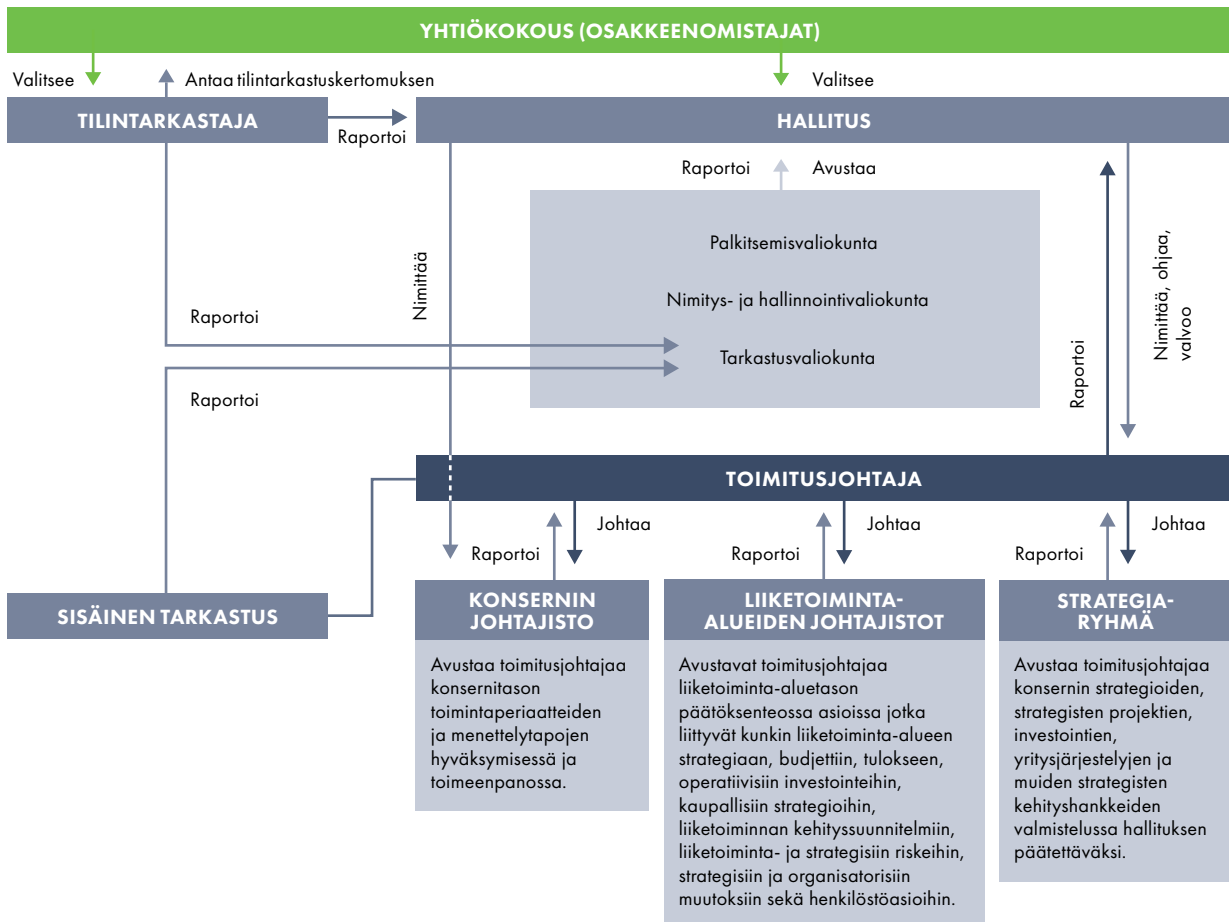 YHTIÖKOKOUS (OSAKKEENOMISTAJAT)
Valitsee
Antaa tilintarkastuskertomuksen
Valitsee
TILINTARKASTAJA
Raportoi
HALLITUS
Raportoi
Avustaa
Palkitsemisvaliokunta
Nimitys- ja hallinnointivaliokunta
Tarkastusvaliokunta
Nimittää
Raportoi
Raportoi
Raportoi
Nimittää, ohjaa,
valvoo
TOIMITUSJOHTAJA
Raportoi
Johtaa
Raportoi
Johtaa
Raportoi
Johtaa
SISÄINEN TARKASTUS
KONSERNIN
JOHTAJISTO
Avustaa toimitusjohtajaa
konsernitason
toimintaperiaatteiden
ja menettelytapojen
hyväksymisessä ja
toimeenpanossa.
LIIKETOIMINTA-
ALUEIDEN JOHTAJISTOT
Avustavat toimitusjohtajaa
liiketoiminta-aluetason
päätöksenteossa asioissa jotka
liittyvät kunkin liiketoiminta-alueen
strategiaan, budjettiin, tulokseen,
operatiivisiin investointeihin,
kaupallisiin strategioihin,
liiketoiminnan kehityssuunnitelmiin,
liiketoiminta- ja strategisiin riskeihin,
strategisiin ja organisatorisiin
muutoksiin sekä henkilöstöasioihin.
STRATEGIA-
RYHMÄ
Avustaa toimitusjohtajaa
konsernin strategioiden,
strategisten projektien,
investointien,
yritysjärjestelyjen ja
muiden strategisten
kehityshankkeiden
valmistelussa hallituksen
päätettäväksi.